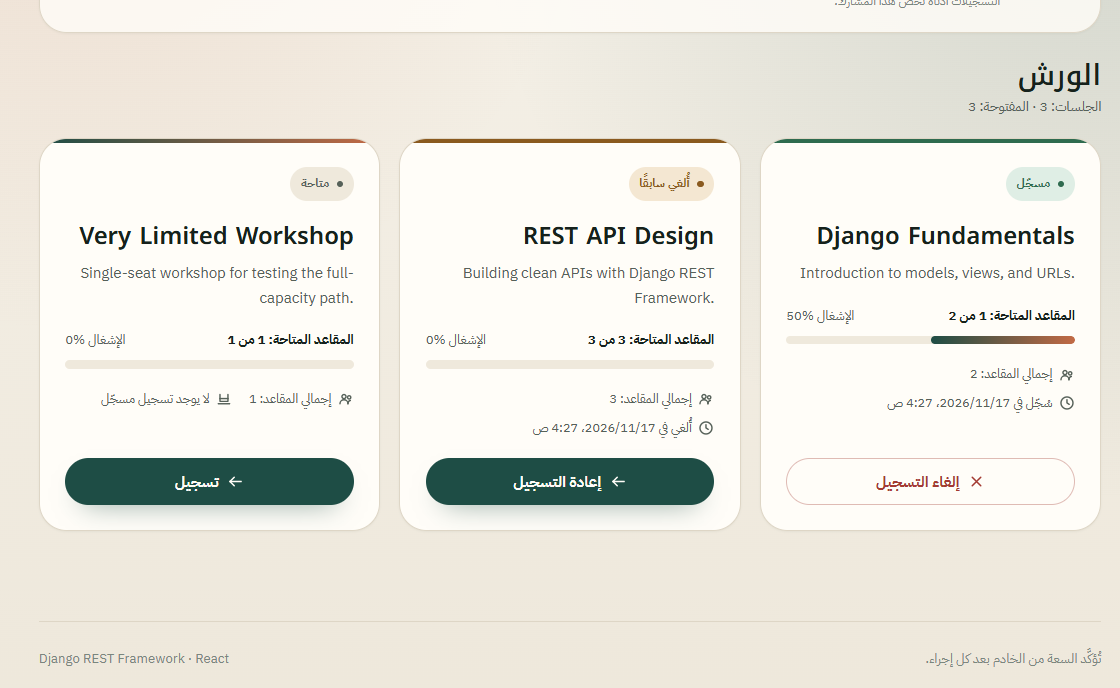 التسجيلات أدناه تخص هذا المشارك.
الورش
الجلسات: 3 · المفتوحة: 3
مسجّل
Django Fundamentals
Introduction to models, views, and URLs.
المقاعد المتاحة: 1 من 2
الإشغال 50%
إجمالي المقاعد: 2
سُجّل في 2026/11/17، 4:27 ص
إلغاء التسجيل
أُلغي سابقًا
REST API Design
Building clean APIs with Django REST
Framework.
المقاعد المتاحة: 3 من 3
الإشغال 0%
إجمالي المقاعد: 3
أُلغي في 2026/11/17، 4:27 ص
إعادة التسجيل
متاحة
Very Limited Workshop
Single-seat workshop for testing the full-
capacity path.
المقاعد المتاحة: 1 من 1
الإشغال 0%
إجمالي المقاعد: 1
لا يوجد تسجيل مسجّل
تسجيل
تُؤكَّد السعة من الخادم بعد كل إجراء.
Django REST Framework · React